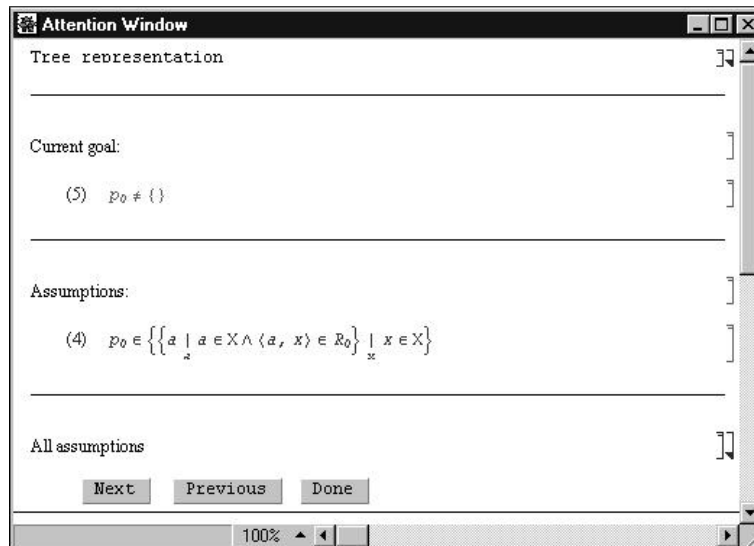 Attention Window
Tree representation
Current goal:
(5) p₀ ≠ {}
Assumptions:
(4) p₀ ∈ {{a | a ∈ X ∧ ⟨a, x⟩ ∈ R₀} | x ∈ X}
a x
All assumptions
Next Previous Done
100%